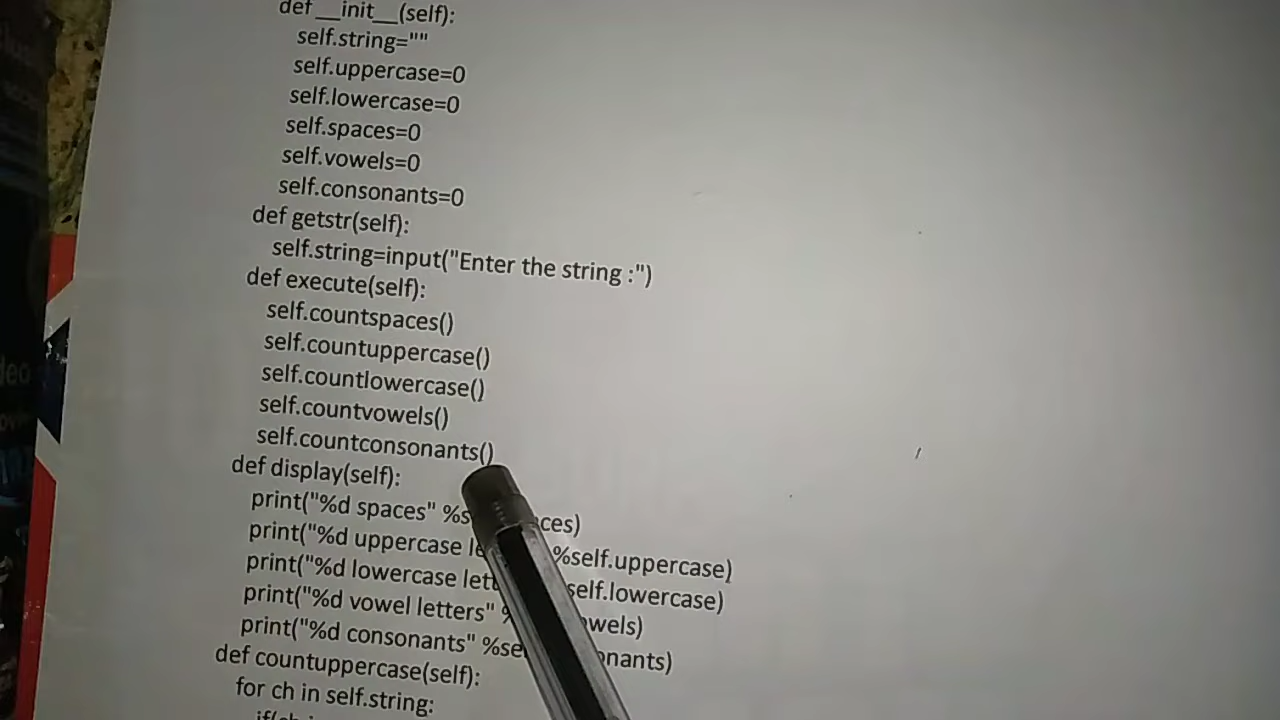 def __init__(self):
self.string=""
self.uppercase=0
self.lowercase=0
self.spaces=0
self.vowels=0
self.consonants=0
def getstr(self):
self.string=input("Enter the string :")
def execute(self):
self.countspaces()
self.countuppercase()
self.countlowercase()
self.countvowels()
self.countconsonants()
def display(self):
print("%d spaces" %s ces)
print("%d uppercase le %self.uppercase)
print("%d lowercase lett self.lowercase)
print("%d vowel letters" % wels)
print("%d consonants" %se onants)
def countuppercase(self):
for ch in self.string: